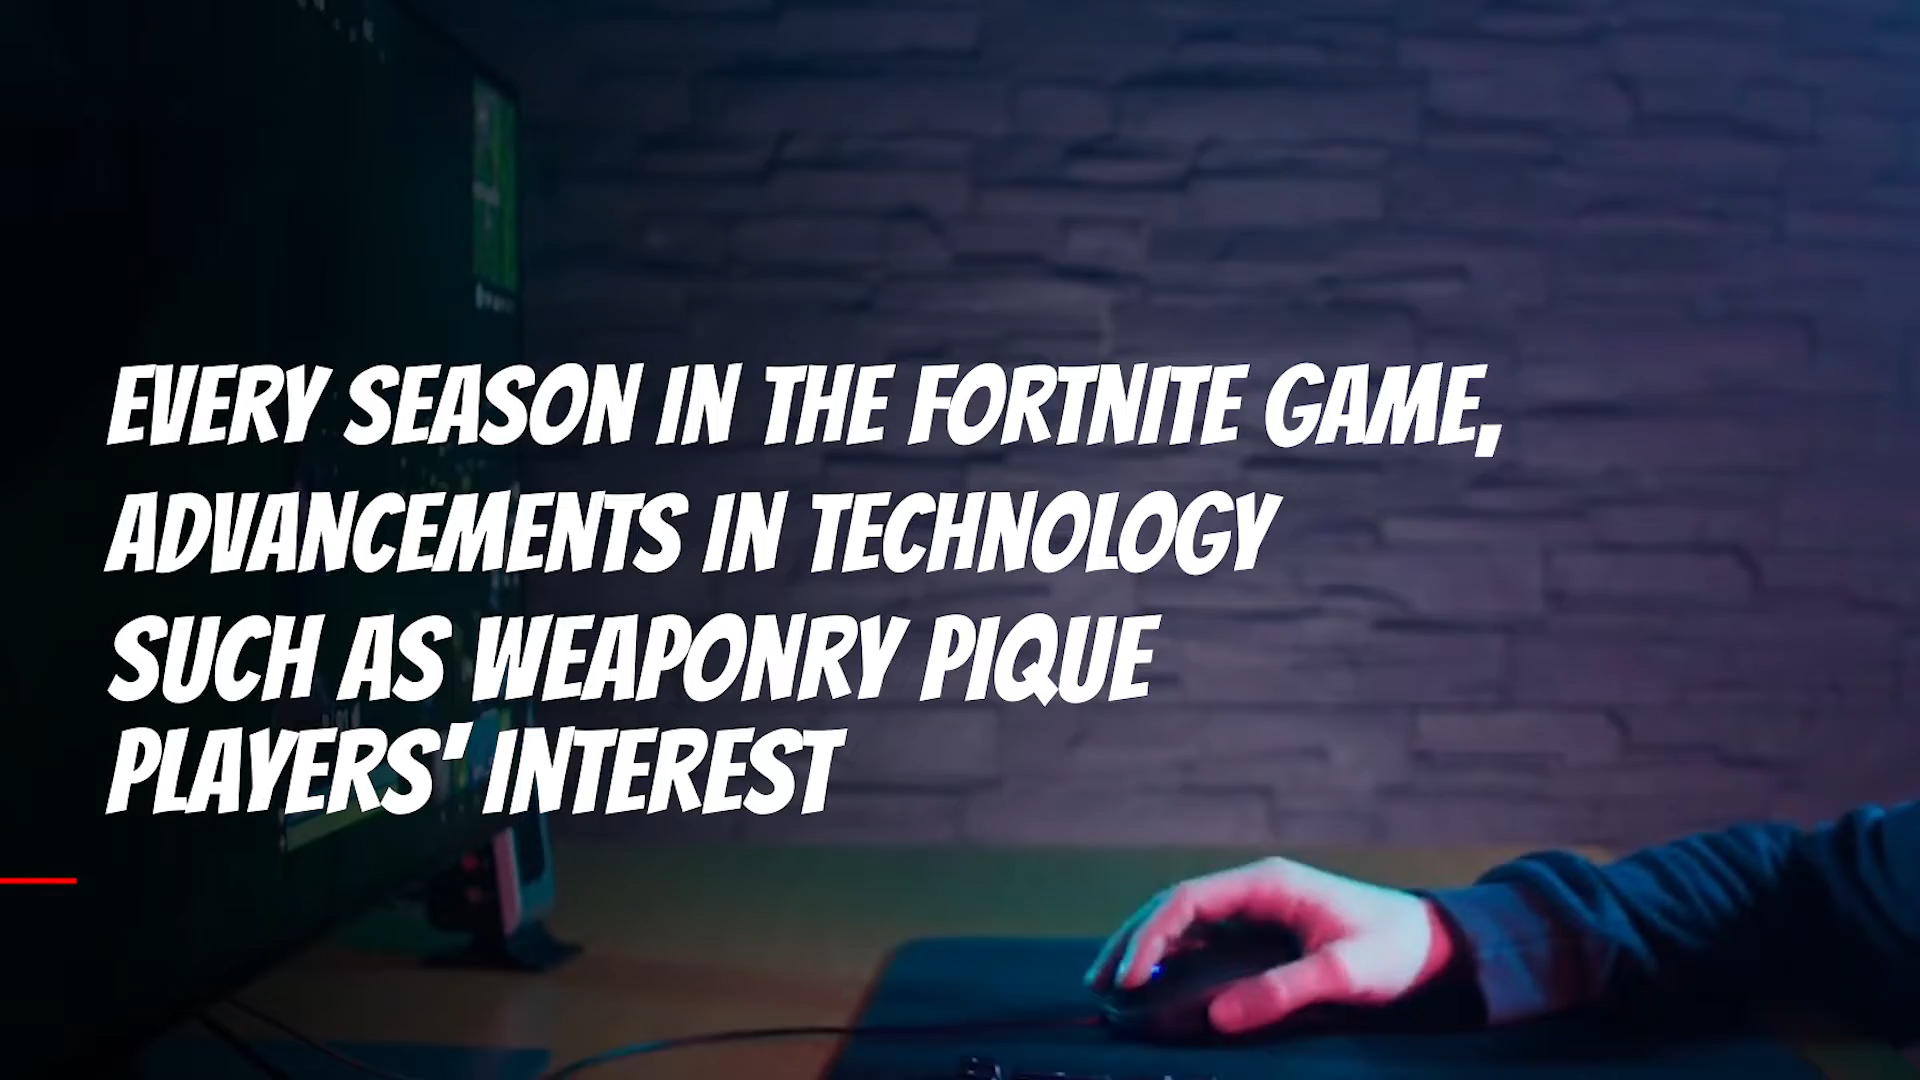 EVERY SEASON IN THE FORTNITE GAME,
ADVANCEMENTS IN TECHNOLOGY
SUCH AS WEAPONRY PIQUE
PLAYERS' INTEREST